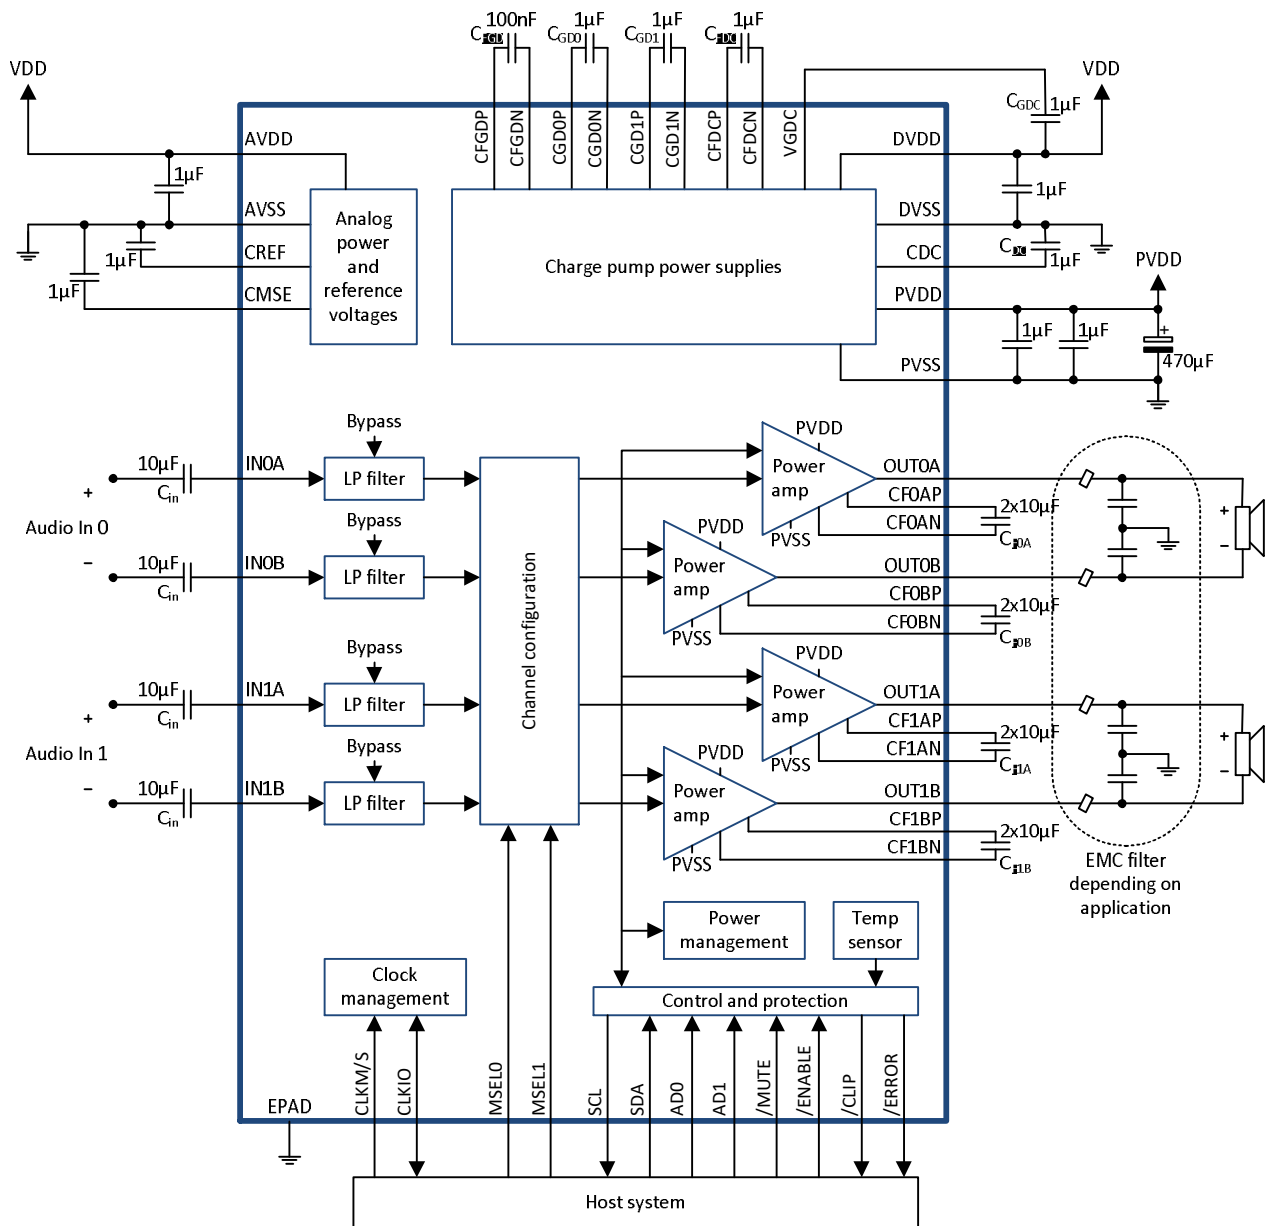 100nF
1µF
1µF
1µF
CFGD
CGD0
CGD1
CFDC
VDD
VDD
CGDC
1µF
CFGDP
CFGDN
CGD0P
CGD0N
CGD1P
CGD1N
CFDCP
CFDCN
VGDC
AVDD
DVDD
1µF
1µF
AVSS
DVSS
Analog
power
and
reference
voltages
Charge pump power supplies
CREF
1µF
CDC
CDC
1µF
CMSE
1µF
PVDD
PVDD
1µF
1µF
+
470µF
PVSS
Bypass
PVDD
10µF
IN0A
LP filter
Power
amp
OUT0A
Cin
CF0AP
2x10µF
+
+
Audio In 0
Bypass
PVDD
PVSS
CF0AN
C 0A
−
−
10µF
IN0B
LP filter
Power
amp
OUT0B
Cin
CF0BP
2x10µF
PVSS
CF0BN
C 0B
Channel configuration
Bypass
PVDD
10µF
IN1A
LP filter
Power
amp
OUT1A
Cin
CF1AP
2x10µF
+
+
Audio In 1
Bypass
PVDD
PVSS
CF1AN
C 1A
−
−
10µF
IN1B
LP filter
Power
amp
OUT1B
Cin
CF1BP
2x10µF
PVSS
CF1BN
C 1B
EMC filter
depending on
application
Power
management
Temp
sensor
Clock
management
Control and protection
CLKM/S
CLKIO
MSEL0
MSEL1
SCL
SDA
AD0
AD1
/MUTE
/ENABLE
/CLIP
/ERROR
EPAD
Host system